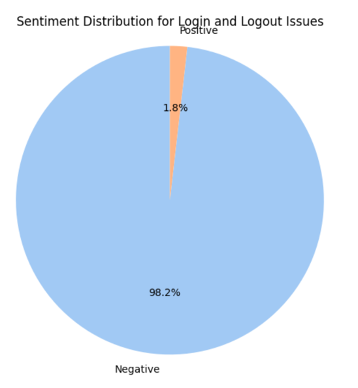 Sentiment Distribution for Login and Logout Issues
Positive
1.8%
98.2%
Negative